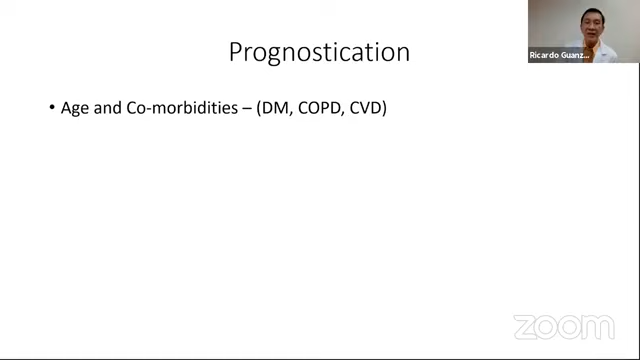 Ricardo Guanz...
Prognostication
• Age and Co-morbidities – (DM, COPD, CVD)
zoom